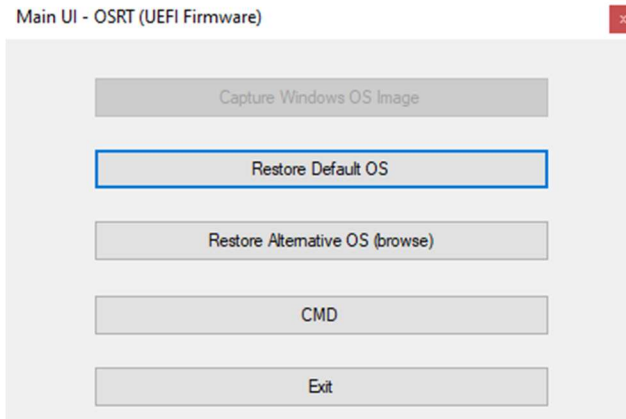 Main UI - OSRT (UEFI Firmware)
x
Capture Windows OS Image
Restore Default OS
Restore Alternative OS (browse)
CMD
Exit